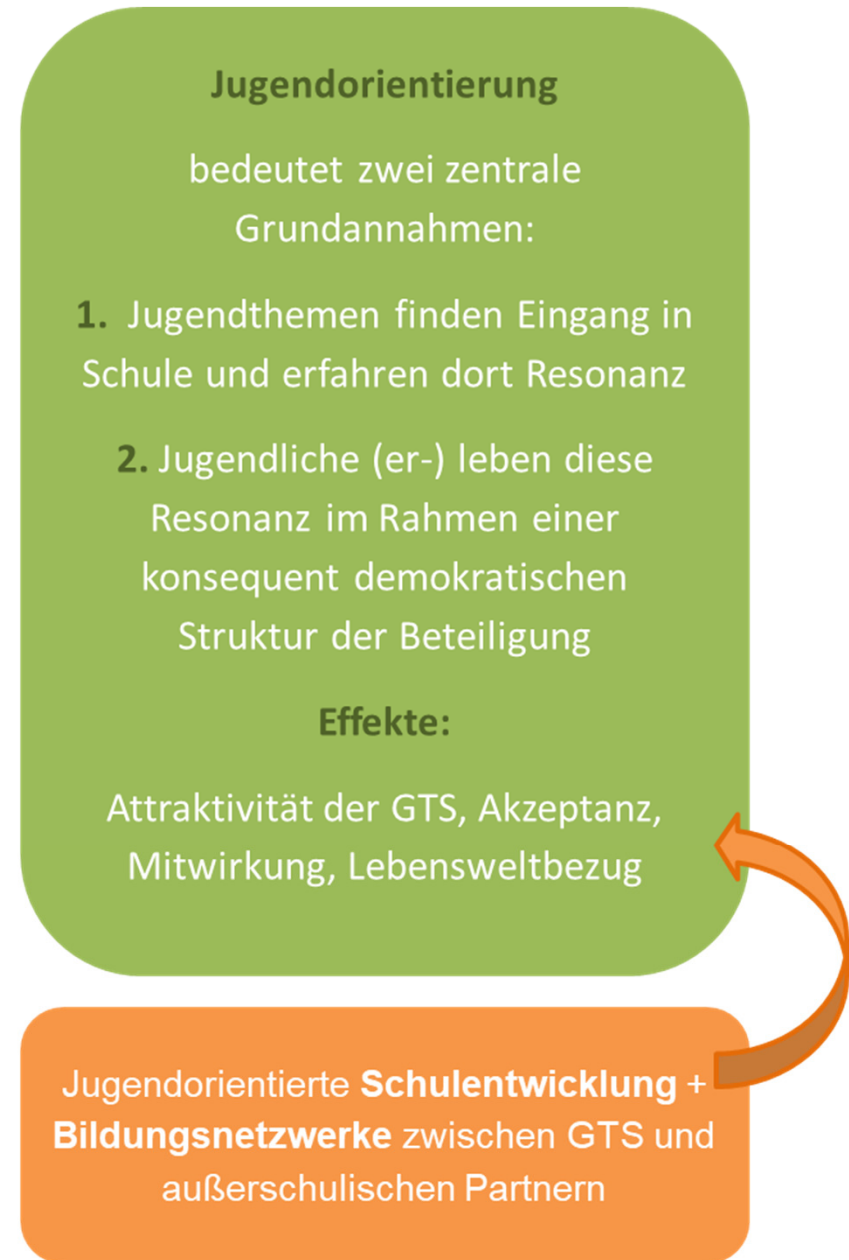 Jugendorientierung
bedeutet zwei zentrale
Grundannahmen:
1. Jugendthemen finden Eingang in
Schule und erfahren dort Resonanz
2. Jugendliche (er-) leben diese
Resonanz im Rahmen einer
konsequent demokratischen
Struktur der Beteiligung
Effekte:
Attraktivität der GTS, Akzeptanz,
Mitwirkung, Lebensweltbezug
Jugendorientierte Schulentwicklung +
Bildungsnetzwerke zwischen GTS und
außerschulischen Partnern